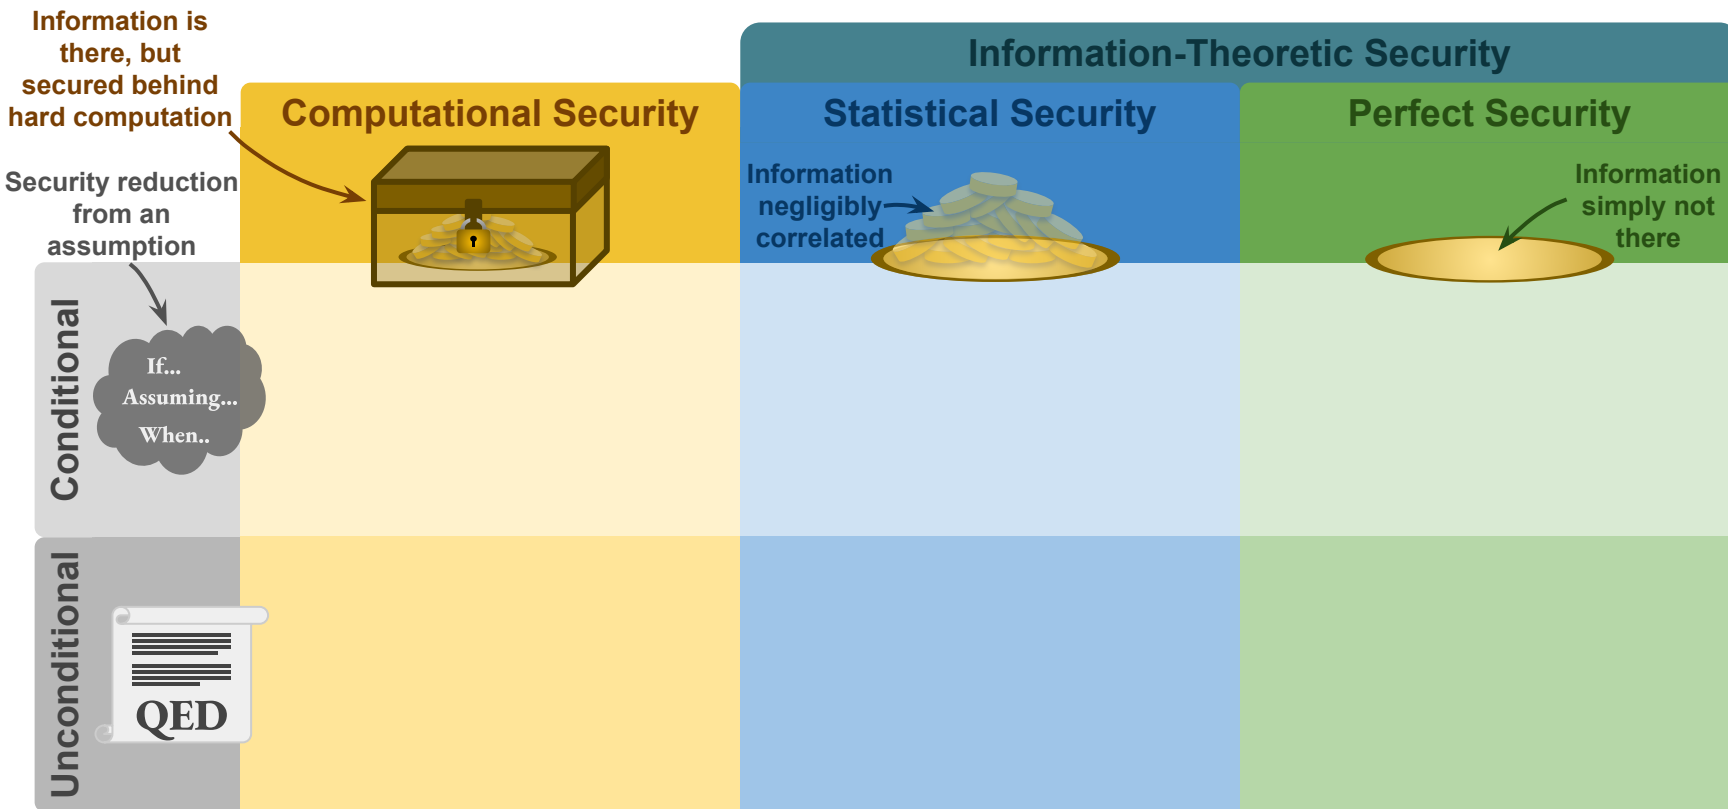 Information is
there, but
secured behind
hard computation
Information-Theoretic Security
Computational Security
Statistical Security
Perfect Security
Security reduction
from an
assumption
Information
negligibly
correlated
Information
simply not
there
Conditional
If...
Assuming...
When..
Unconditional
QED